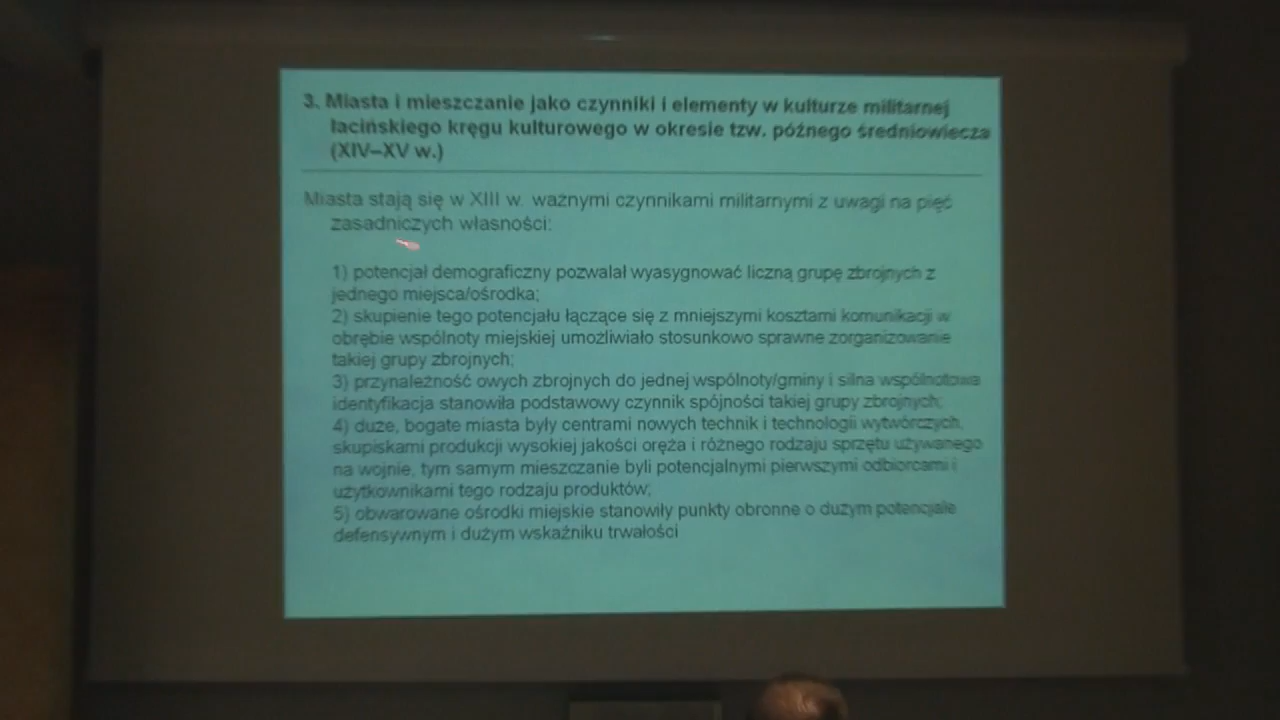 3. Miasta i mieszczanie jako czynniki i elementy w kulturze militarnej
łacińskiego kręgu kulturowego w okresie tzw. późnego średniowiecza
(XIV–XV w.)
Miasta stają się w XIII w. ważnymi czynnikami militarnymi z uwagi na pięć
zasadniczych własności:
1) potencjał demograficzny pozwalał wyasygnować liczną grupę zbrojnych z
jednego miejsca/ośrodka;
2) skupienie tego potencjału łączące się z mniejszymi kosztami komunikacji w
obrębie wspólnoty miejskiej umożliwiało stosunkowo sprawne zorganizowanie
takiej grupy zbrojnych;
3) przynależność owych zbrojnych do jednej wspólnoty/gminy i silna wspólnotowa
identyfikacja stanowiła podstawowy czynnik spójności takiej grupy zbrojnych;
4) duże, bogate miasta były centrami nowych technik i technologii wytwórczych,
skupiskami produkcji wysokiej jakości oręża i różnego rodzaju sprzętu używanego
na wojnie, tym samym mieszczanie byli potencjalnymi pierwszymi odbiorcami i
użytkownikami tego rodzaju produktów;
5) obwarowane ośrodki miejskie stanowiły punkty obronne o dużym potencjale
defensywnym i dużym wskaźniku trwałości